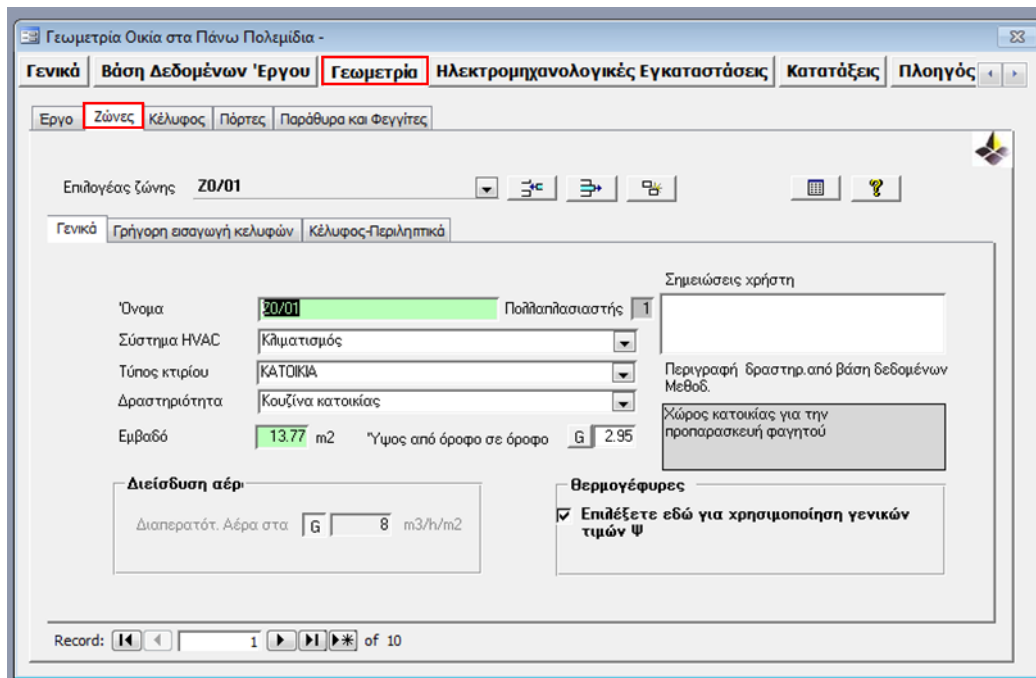 Γεωμετρία Οικία στα Πάνω Πολεμίδια -
Γενικά Βάση Δεδομένων 'Εργου Γεωμετρία Ηλεκτρομηχανολογικές Εγκαταστάσεις Κατατάξεις Πλοηγός
Εργο Ζώνες Κέλυφος Πόρτες Παράθυρα και Φεγγίτες
Επιλογέας ζώνης Z0/01
Γενικά Γρήγορη εισαγωγή κελυφών Κέλυφος-Περιληπτικά
Σημειώσεις χρήστη
'Ονομα Z0/01 Πολλαπλασιαστής 1
Σύστημα HVAC Κλιματισμός
Τύπος κτιρίου ΚΑΤΟΙΚΙΑ
Περιγραφή δραστηρ.από βάση δεδομένων
Μεθοδ.
Δραστηριότητα Κουζίνα κατοικίας
Χώρος κατοικίας για την
προπαρασκευή φαγητού
Εμβαδό 13.77 m2 'Υψος από όροφο σε όροφο G 2.95
Διείσδυση αέρ
Διαπερατότ. Αέρα στα G 8 m3/h/m2
Θερμογέφυρες
Επιλέξετε εδώ για χρησιμοποίηση γενικών
τιμών Ψ
Record: 1 of 10